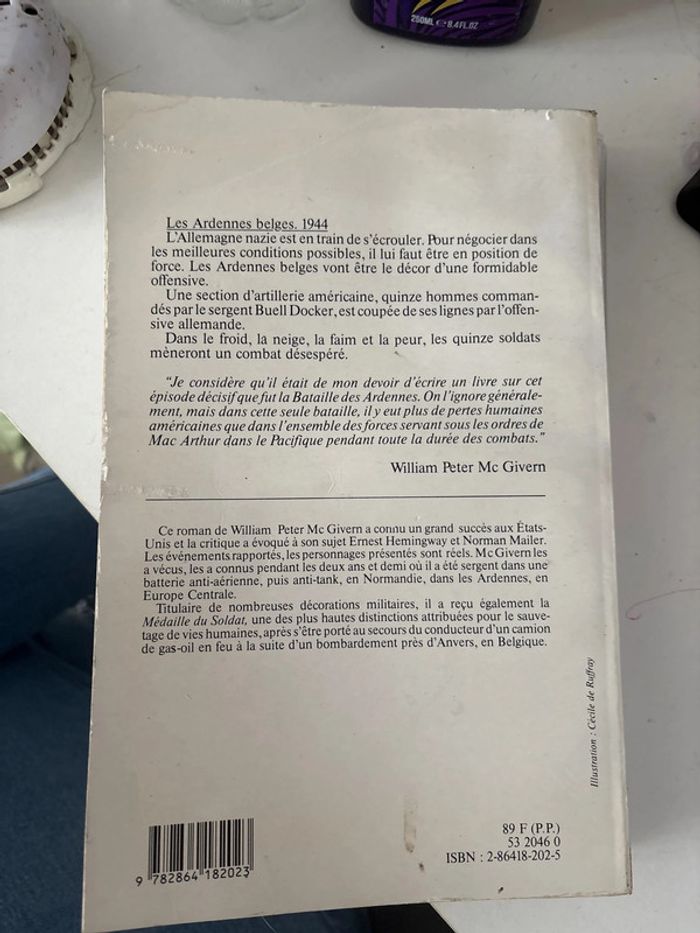 250ML e 8.4FL.OZ
Les Ardennes belges. 1944
L'Allemagne nazie est en train de s'écrouler. Pour négocier dans
les meilleures conditions possibles, il lui faut être en position de
force. Les Ardennes belges vont être le décor d'une formidable
offensive.
Une section d'artillerie américaine, quinze hommes comman-
dés par le sergent Buell Docker, est coupée de ses lignes par l'offen-
sive allemande.
Dans le froid, la neige, la faim et la peur, les quinze soldats
mèneront un combat désespéré.
"Je considère qu'il était de mon devoir d'écrire un livre sur cet
épisode décisif que fut la Bataille des Ardennes. On l'ignore générale-
ment, mais dans cette seule bataille, il y eut plus de pertes humaines
américaines que dans l'ensemble des forces servant sous les ordres de
Mac Arthur dans le Pacifique pendant toute la durée des combats."
William Peter Mc Givern
Ce roman de William Peter Mc Givern a connu un grand succès aux États-
Unis et la critique a évoqué à son sujet Ernest Hemingway et Norman Mailer.
Les événements rapportés, les personnages présentés sont réels. Mc Givern les
a vécus, les a connus pendant les deux ans et demi où il a été sergent dans une
batterie anti-aérienne, puis anti-tank, en Normandie, dans les Ardennes, en
Europe Centrale.
Titulaire de nombreuses décorations militaires, il a reçu également la
Médaille du Soldat, une des plus hautes distinctions attribuées pour le sauve-
tage de vies humaines, après s'être porté au secours du conducteur d'un camion
de gas-oil en feu à la suite d'un bombardement près d'Anvers, en Belgique.
Illustration : Cécile de Ruffray
89 F (P.P.)
53 2046 0
ISBN : 2-86418-202-5
9 782864 182023